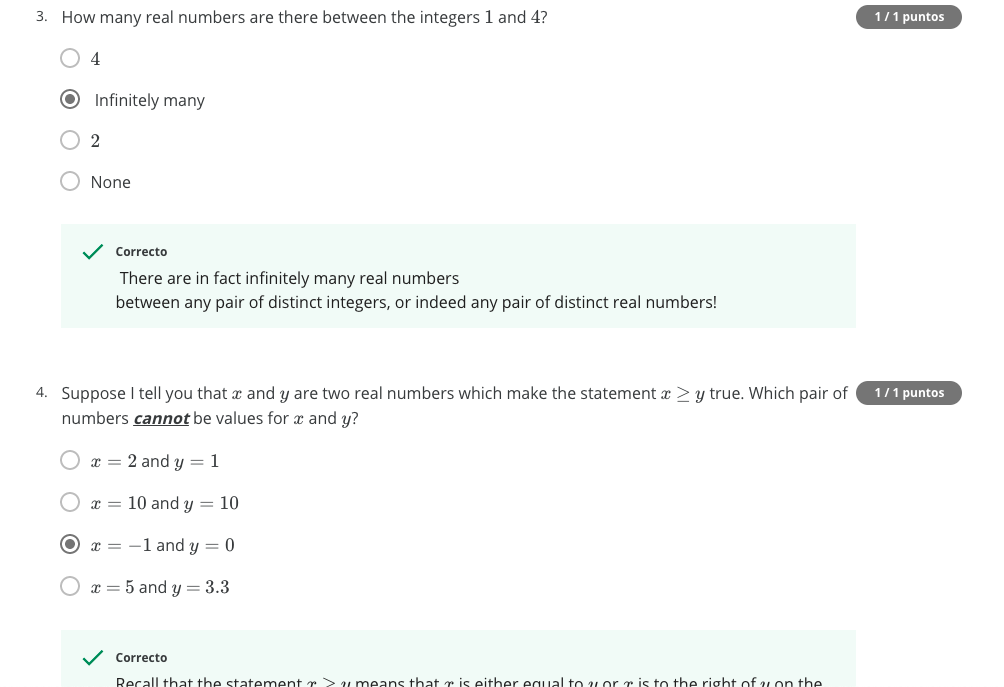 3. How many real numbers are there between the integers 1 and 4?
1 / 1 puntos
4
Infinitely many
2
None
Correcto
There are in fact infinitely many real numbers
between any pair of distinct integers, or indeed any pair of distinct real numbers!
4. Suppose I tell you that x and y are two real numbers which make the statement x ≥ y true. Which pair of
1 / 1 puntos
numbers cannot be values for x and y?
x = 2 and y = 1
x = 10 and y = 10
x = −1 and y = 0
x = 5 and y = 3.3
Correcto
Recall that the statement x ≥ y means that x is either equal to y or x is to the right of y on the